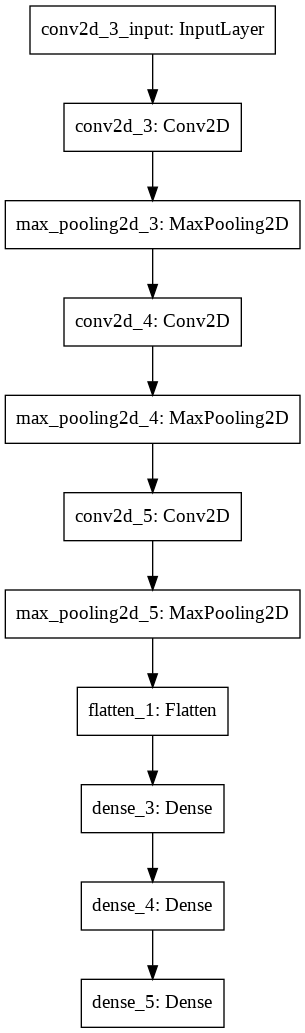 conv2d_3_input: InputLayer
conv2d_3: Conv2D
max_pooling2d_3: MaxPooling2D
conv2d_4: Conv2D
max_pooling2d_4: MaxPooling2D
conv2d_5: Conv2D
max_pooling2d_5: MaxPooling2D
flatten_1: Flatten
dense_3: Dense
dense_4: Dense
dense_5: Dense